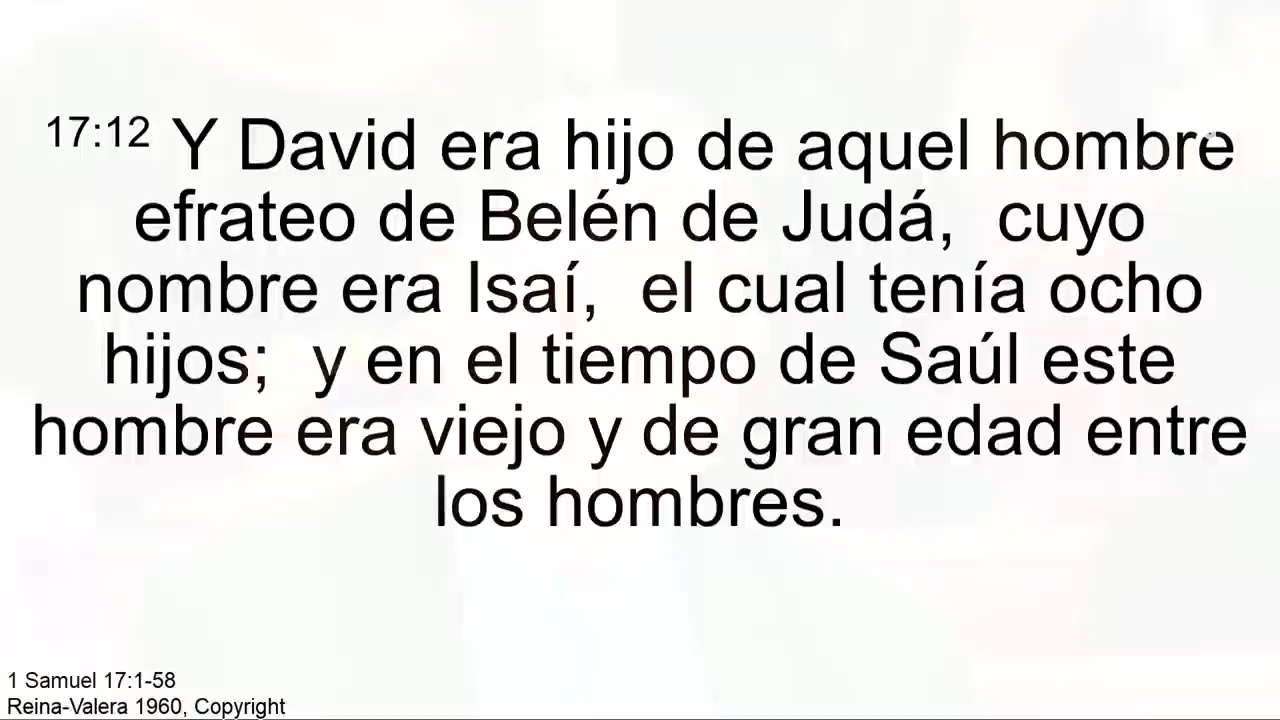 17:12 Y David era hijo de aquel hombre
efrateo de Belén de Judá, cuyo
nombre era Isaí, el cual tenía ocho
hijos; y en el tiempo de Saúl este
hombre era viejo y de gran edad entre
los hombres.
1 Samuel 17:1-58
Reina-Valera 1960, Copyright